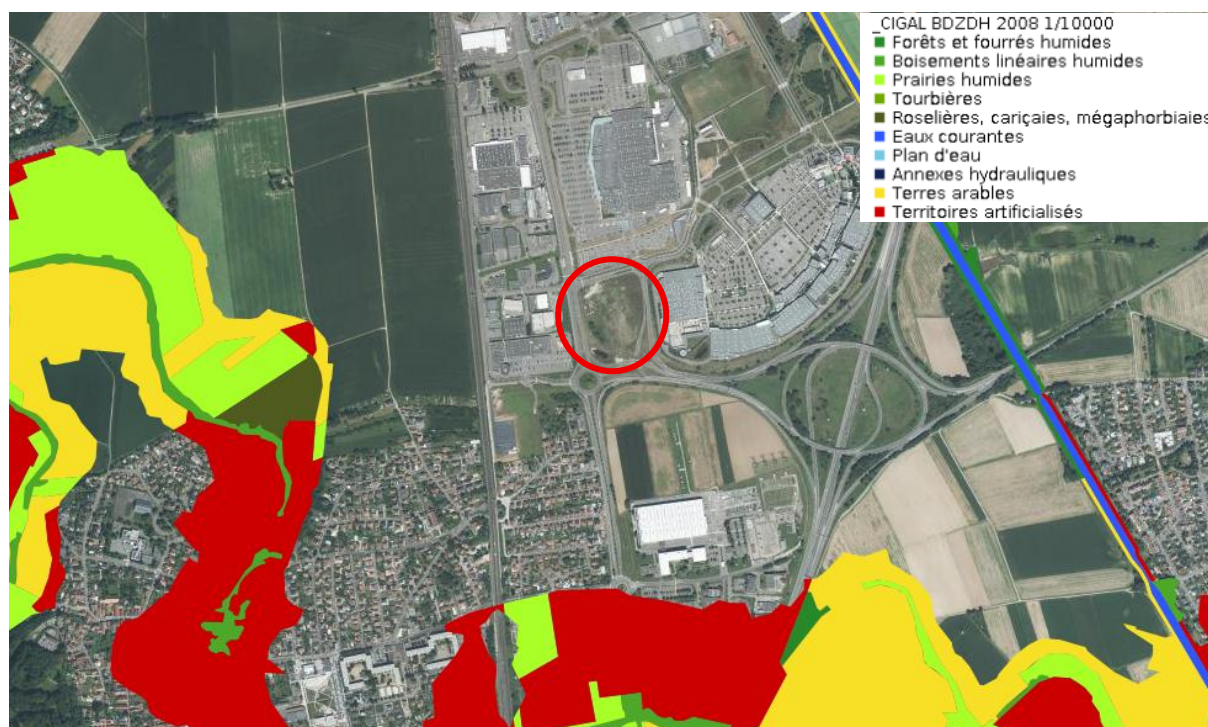 _CIGAL BDZDH 2008 1/10000
Forêts et fourrés humides
Boisements linéaires humides
Prairies humides
Tourbières
Roselières, cariçaies, mégaphorbiaies
Eaux courantes
Plan d'eau
Annexes hydrauliques
Terres arables
Territoires artificialisés